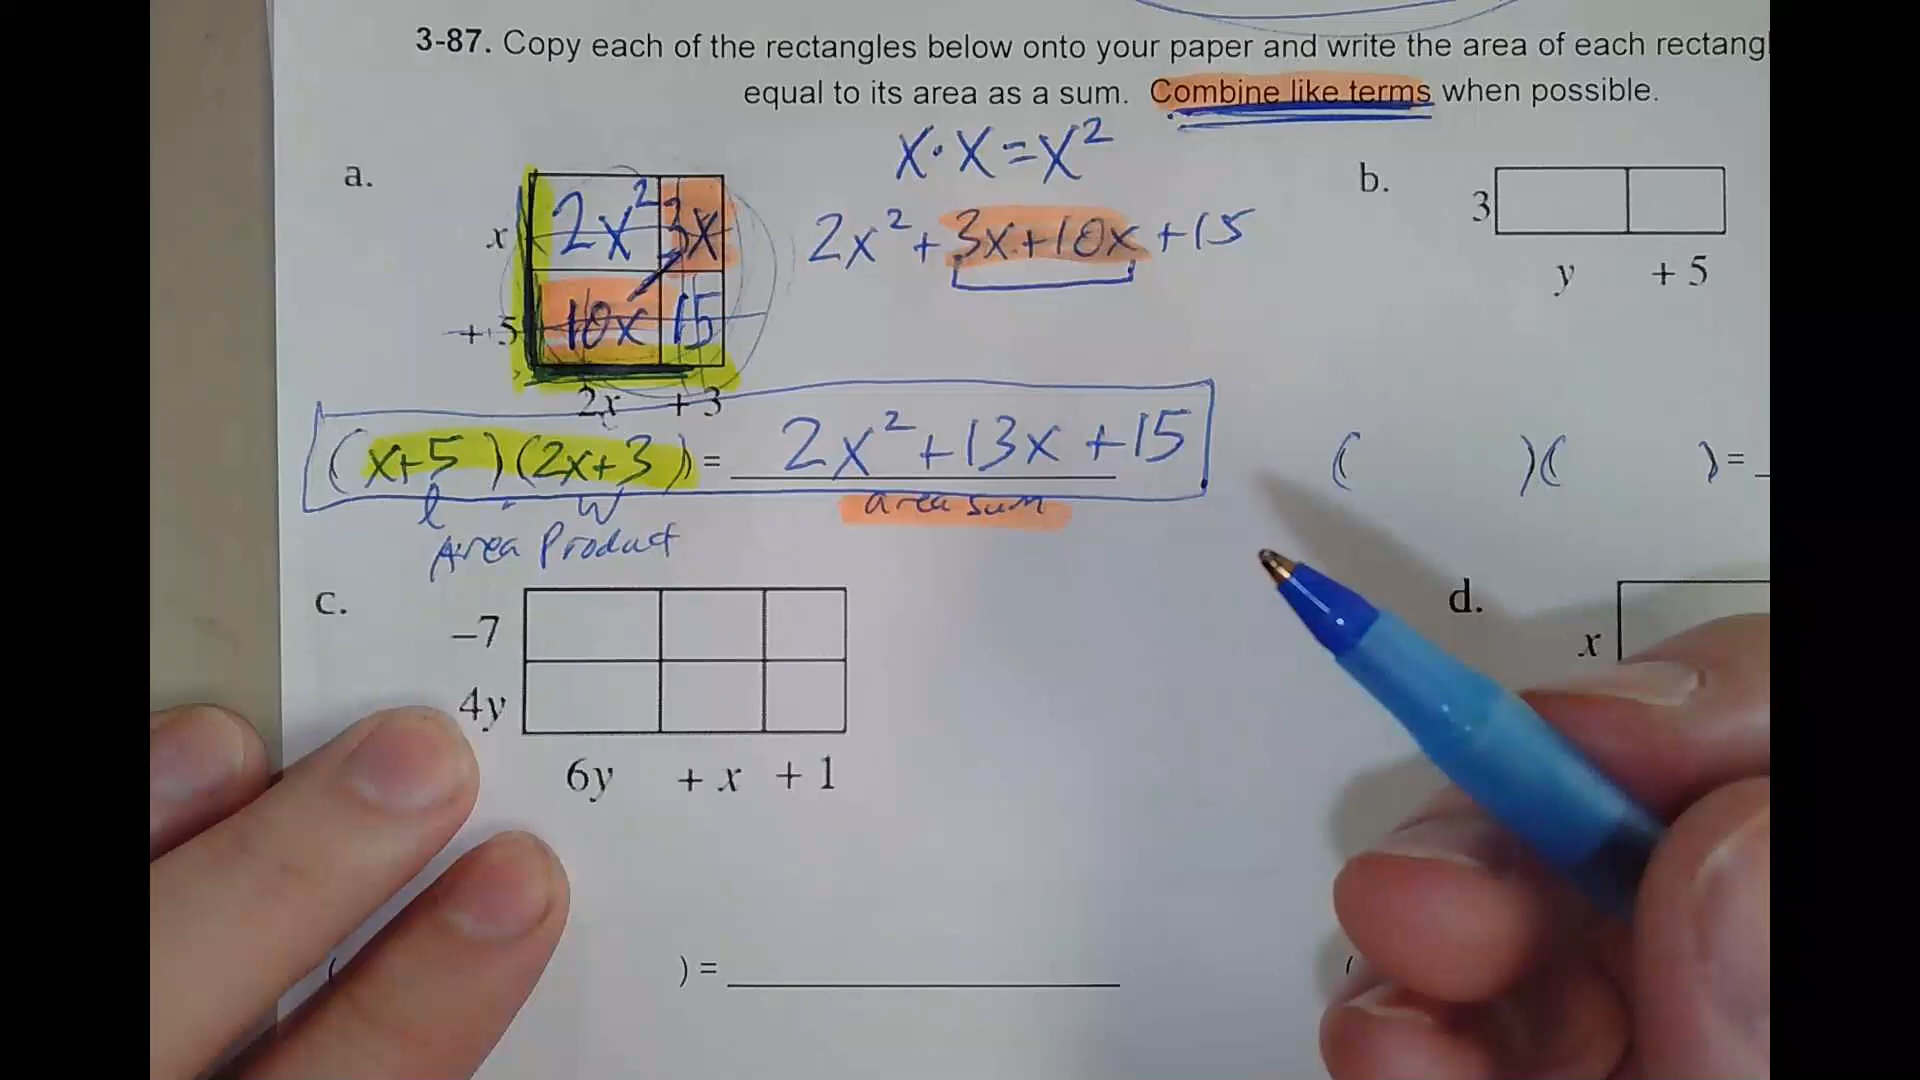 3-87. Copy each of the rectangles below onto your paper and write the area of each rectangl
equal to its area as a sum. Combine like terms when possible.
x·x=x²
a.
x
2x² 3x
2x²+3x+10x+15
+5
10x 15
2x +3
(x+5)(2x+3) = 2x²+13x+15
l · w
area sum
Area Product
b.
3
y +5
( )( ) =
c.
–7
4y
6y + x + 1
( ) =
d.
x
(